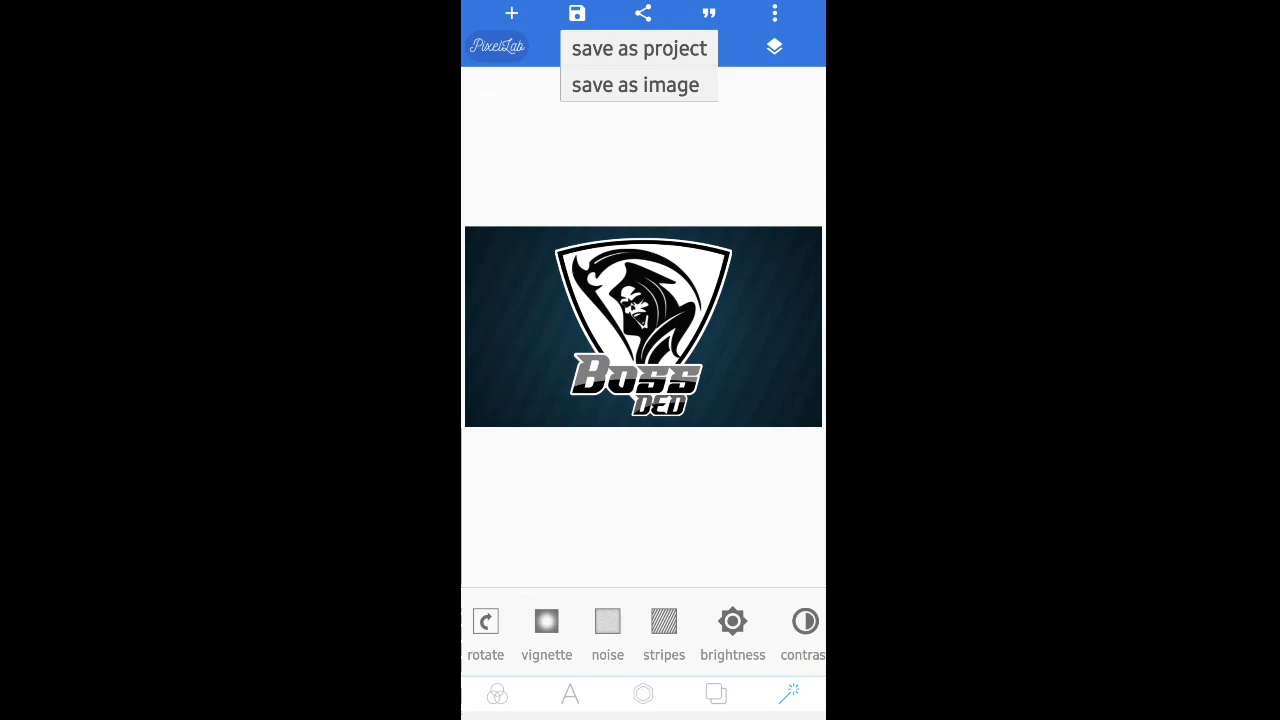 PixelLab
save as project
save as image
Boss
DED
rotate
vignette
noise
stripes
brightness
contras